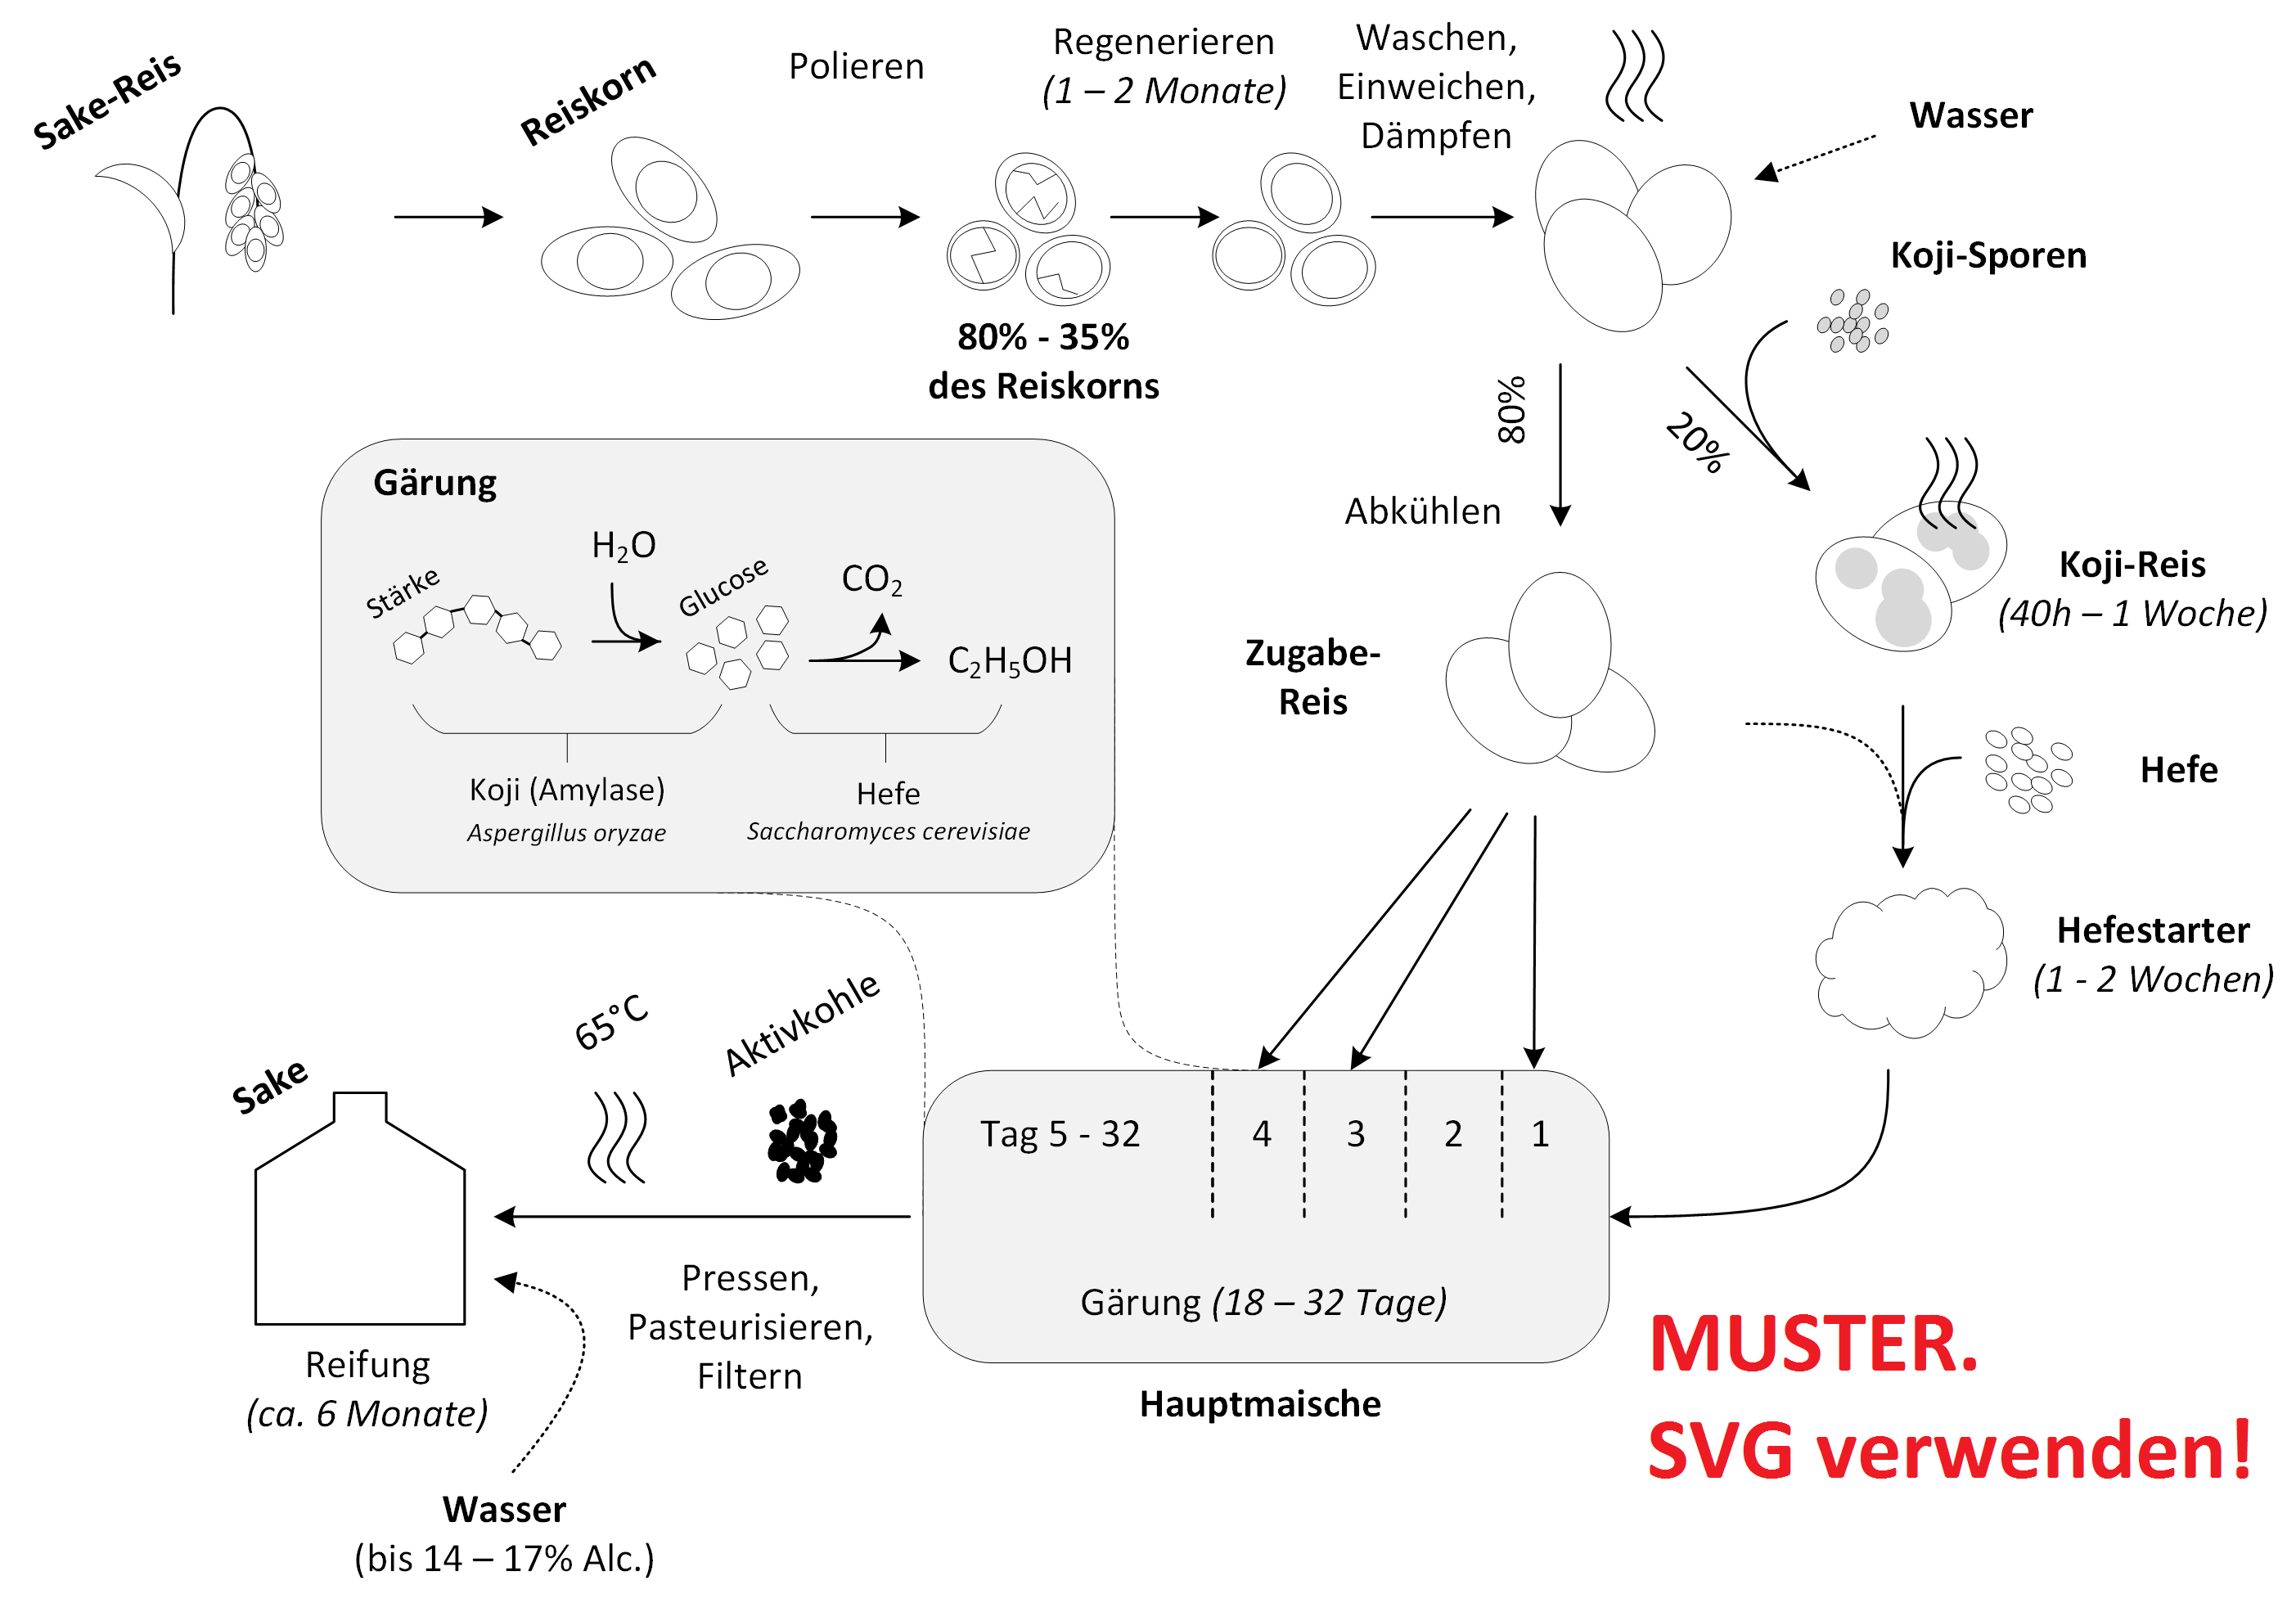 Sake-Reis
Reiskorn
Polieren
Regenerieren
(1 – 2 Monate)
Waschen,
Einweichen,
Dämpfen
Wasser
Koji-Sporen
80% - 35%
des Reiskorns
80%
20%
Abkühlen
Koji-Reis
(40h – 1 Woche)
Zugabe-
Reis
Hefe
Hefestarter
(1 - 2 Wochen)
Gärung
Stärke
H₂O
Glucose
CO₂
C₂H₅OH
Koji (Amylase)
Aspergillus oryzae
Hefe
Saccharomyces cerevisiae
Tag 5 - 32
4
3
2
1
Gärung (18 – 32 Tage)
Hauptmaische
65°C
Aktivkohle
Pressen,
Pasteurisieren,
Filtern
Sake
Reifung
(ca. 6 Monate)
Wasser
(bis 14 – 17% Alc.)
MUSTER.
SVG verwenden!